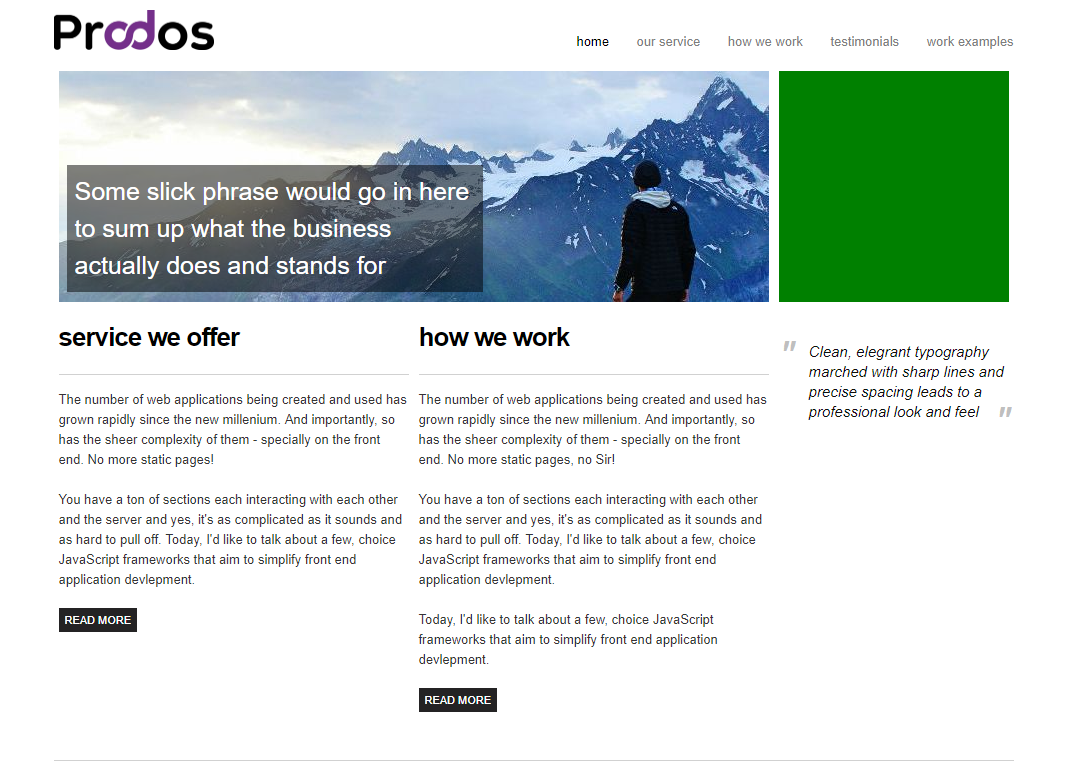 Prodos
home our service how we work testimonials work examples
Some slick phrase would go in here
to sum up what the business
actually does and stands for
service we offer
The number of web applications being created and used has
grown rapidly since the new millenium. And importantly, so
has the sheer complexity of them - specially on the front
end. No more static pages!
You have a ton of sections each interacting with each other
and the server and yes, it's as complicated as it sounds and
as hard to pull off. Today, I'd like to talk about a few, choice
JavaScript frameworks that aim to simplify front end
application devlepment.
READ MORE
how we work
The number of web applications being created and used has
grown rapidly since the new millenium. And importantly, so
has the sheer complexity of them - specially on the front
end. No more static pages, no Sir!
You have a ton of sections each interacting with each other
and the server and yes, it's as complicated as it sounds and
as hard to pull off. Today, I'd like to talk about a few, choice
JavaScript frameworks that aim to simplify front end
application devlepment.
Today, I'd like to talk about a few, choice JavaScript
frameworks that aim to simplify front end application
devlepment.
READ MORE
" Clean, elegrant typography
marched with sharp lines and
precise spacing leads to a
professional look and feel "